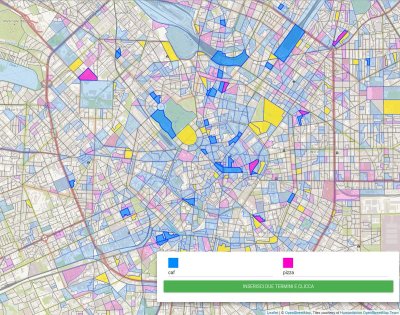 caf
pizza
INSERISCI DUE TERMINI E CLICCA
Leaflet | © OpenStreetMap, Tiles courtesy of Humanitarian OpenStreetMap Team